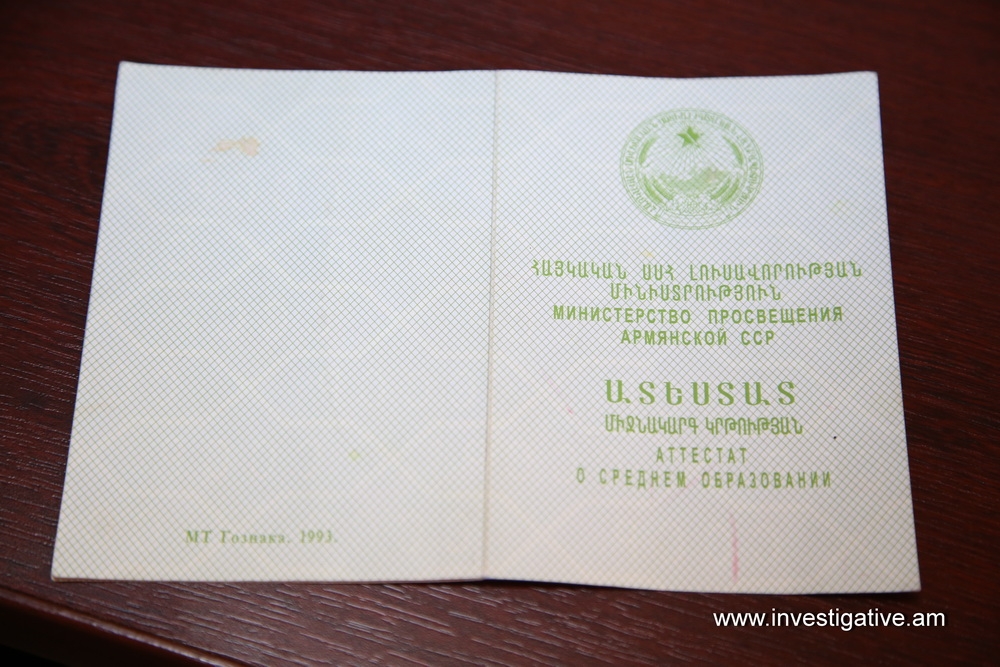 ՀԱՅԿԱԿԱՆ ՍՍՀ ԼՈՒՍԱՎՈՐՈՒԹՅԱՆ
ՄԻՆԻՍՏՐՈՒԹՅՈՒՆ
МИНИСТЕРСТВО ПРОСВЕЩЕНИЯ
АРМЯНСКОЙ ССР
ԱՏԵՍՏԱՏ
ՄԻՋՆԱԿԱՐԳ ԿՐԹՈՒԹՅԱՆ
АТТЕСТАТ
О СРЕДНЕМ ОБРАЗОВАНИИ
МТ Гознака. 1993.
www.investigative.am